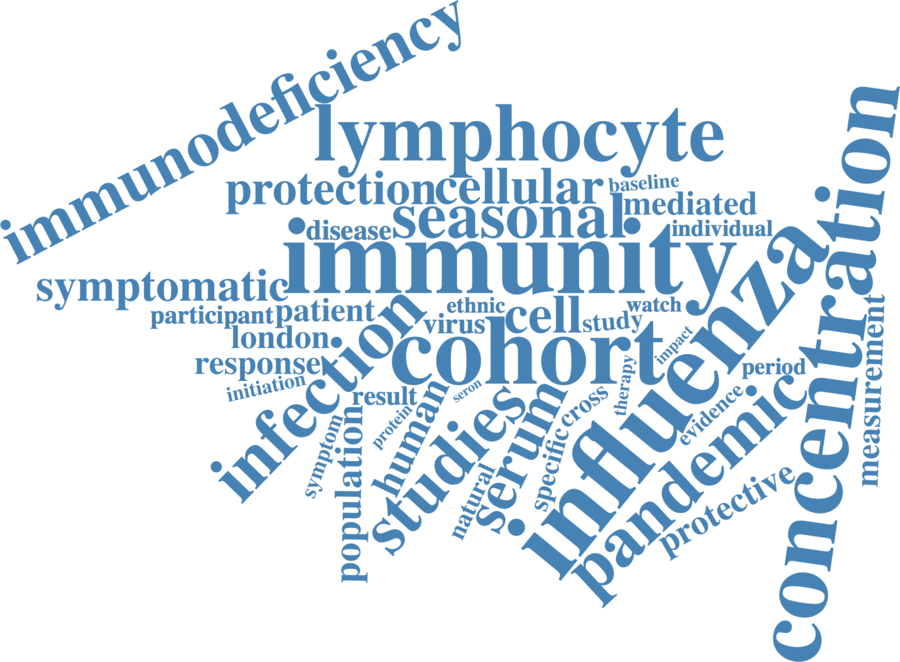 immunodeficiency
lymphocyte
protection
cellular
baseline
mediated
seasonal
disease
individual
immunity
concentration
symptomatic
participant
patient
ethnic
watch
virus
cell
study
london
cohort
influenza
infection
response
impact
period
measurement
initiation
result
seron
therapy
protein
human
studies
serum
cross
specific
evidence
pandemic
symptom
population
natural
protective